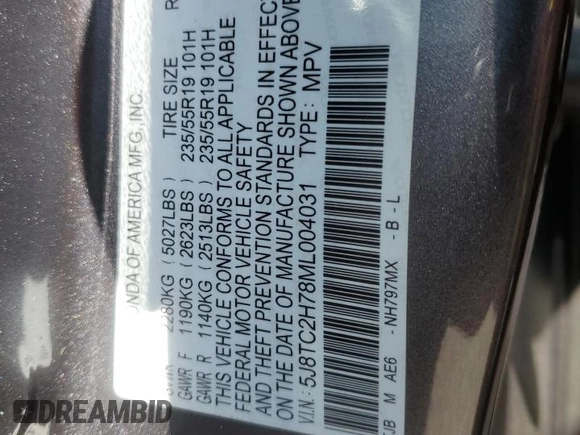 ONDA OF AMERICA MFG., INC.
2280KG ( 5027LBS ) TIRE SIZE R
GAWR F 1190KG ( 2623LBS ) 235/55R19 101H
GAWR R 1140KG ( 2513LBS ) 235/55R19 101H
THIS VEHICLE CONFORMS TO ALL APPLICABLE
FEDERAL MOTOR VEHICLE SAFETY
AND THEFT PREVENTION STANDARDS IN EFFECT
ON THE DATE OF MANUFACTURE SHOWN ABOVE
V.I.N.: 5J8TC2H78ML004031 TYPE: MPV
JB M AE6 -NH797MX - B - L
DREAMBID